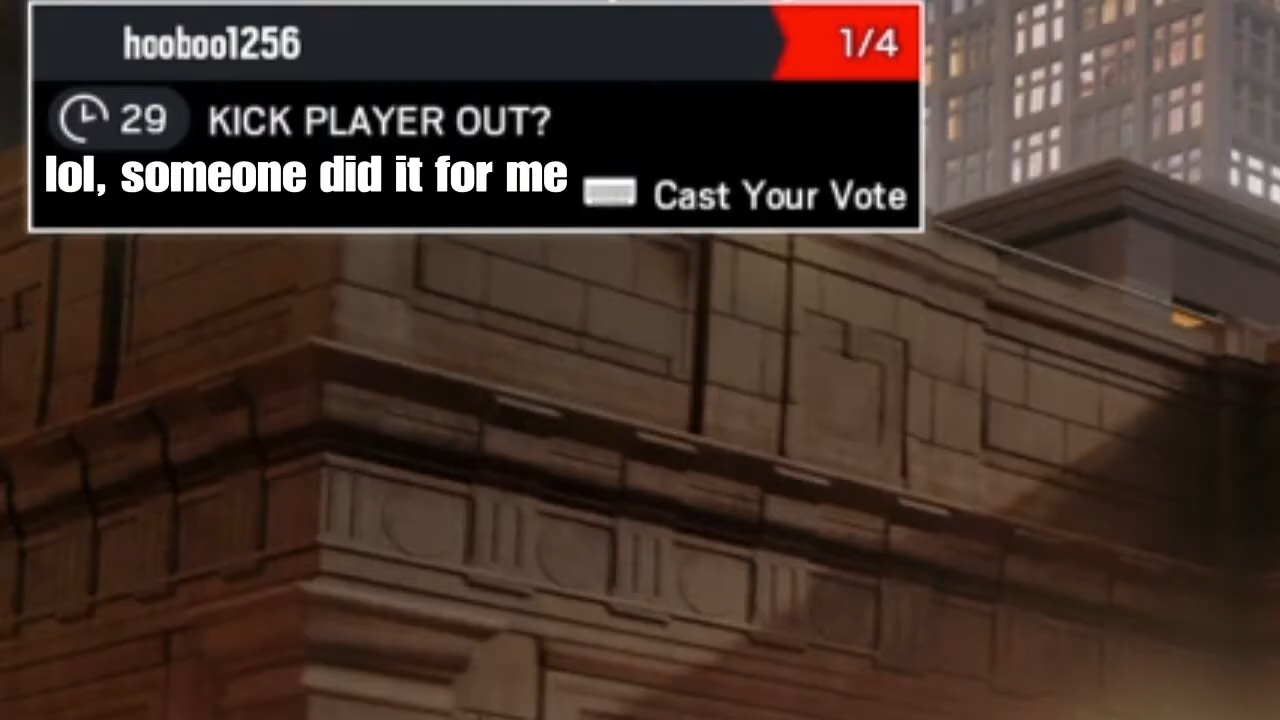 hooboo1256
1/4
29 KICK PLAYER OUT?
lol, someone did it for me
Cast Your Vote